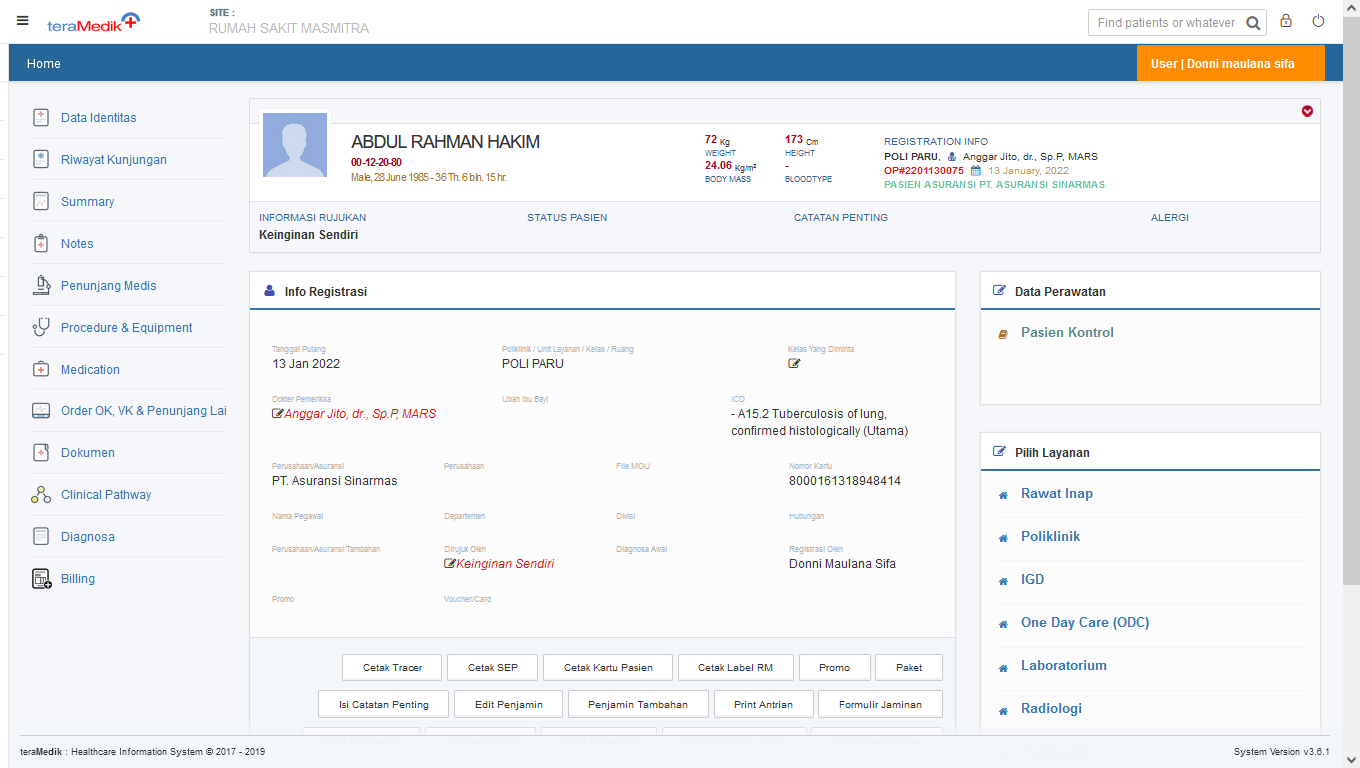 teraMedik
SITE :
RUMAH SAKIT MASMITRA
Find patients or whatever
Home
User | Donni maulana sifa
Data Identitas
Riwayat Kunjungan
Summary
Notes
Penunjang Medis
Procedure & Equipment
Medication
Order OK, VK & Penunjang Lai
Dokumen
Clinical Pathway
Diagnosa
Billing
ABDUL RAHMAN HAKIM
00-12-20-80
Male, 28 June 1985 - 36 Th. 6 bln. 15 hr.
72 Kg
WEIGHT
24.06 Kg/m²
BODY MASS
173 Cm
HEIGHT
-
BLOODTYPE
REGISTRATION INFO
POLI PARU, Anggar Jito, dr., Sp.P, MARS
OP#2201130075 13 January, 2022
PASIEN ASURANSI PT. ASURANSI SINARMAS
INFORMASI RUJUKAN
Keinginan Sendiri
STATUS PASIEN
CATATAN PENTING
ALERGI
Info Registrasi
Tanggal Pulang
13 Jan 2022
Poliklinik / Unit Layanan / Kelas / Ruang
POLI PARU
Kelas Yang Diminta
Dokter Pemeriksa
Anggar Jito, dr., Sp.P, MARS
Ubah Ibu Bayi
ICD
- A15.2 Tuberculosis of lung,
confirmed histologically (Utama)
Perusahaan/Asuransi
PT. Asuransi Sinarmas
Perusahaan
File MOU
Nomor Kartu
8000161318948414
Nama Pegawai
Departemen
Divisi
Hubungan
Perusahaan/Asuransi Tambahan
Dirujuk Oleh
Keinginan Sendiri
Diagnosa Awal
Registrasi Oleh
Donni Maulana Sifa
Promo
Voucher/Card
Cetak Tracer
Cetak SEP
Cetak Kartu Pasien
Cetak Label RM
Promo
Paket
Isi Catatan Penting
Edit Penjamin
Penjamin Tambahan
Print Antrian
Formulir Jaminan
Data Perawatan
Pasien Kontrol
Pilih Layanan
Rawat Inap
Poliklinik
IGD
One Day Care (ODC)
Laboratorium
Radiologi
teraMedik : Healthcare Information System © 2017 - 2019
System Version v3.6.1